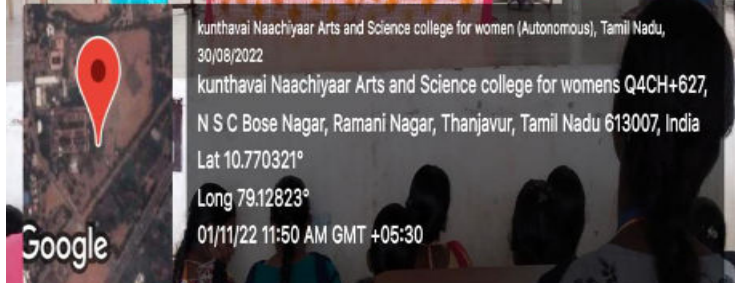 kunthavai Naachiyaar Arts and Science college for women (Autonomous), Tamil Nadu,
30/08/2022
kunthavai Naachiyaar Arts and Science college for womens Q4CH+627,
N S C Bose Nagar, Ramani Nagar, Thanjavur, Tamil Nadu 613007, India
Lat 10.770321°
Long 79.12823°
01/11/22 11:50 AM GMT +05:30
Google